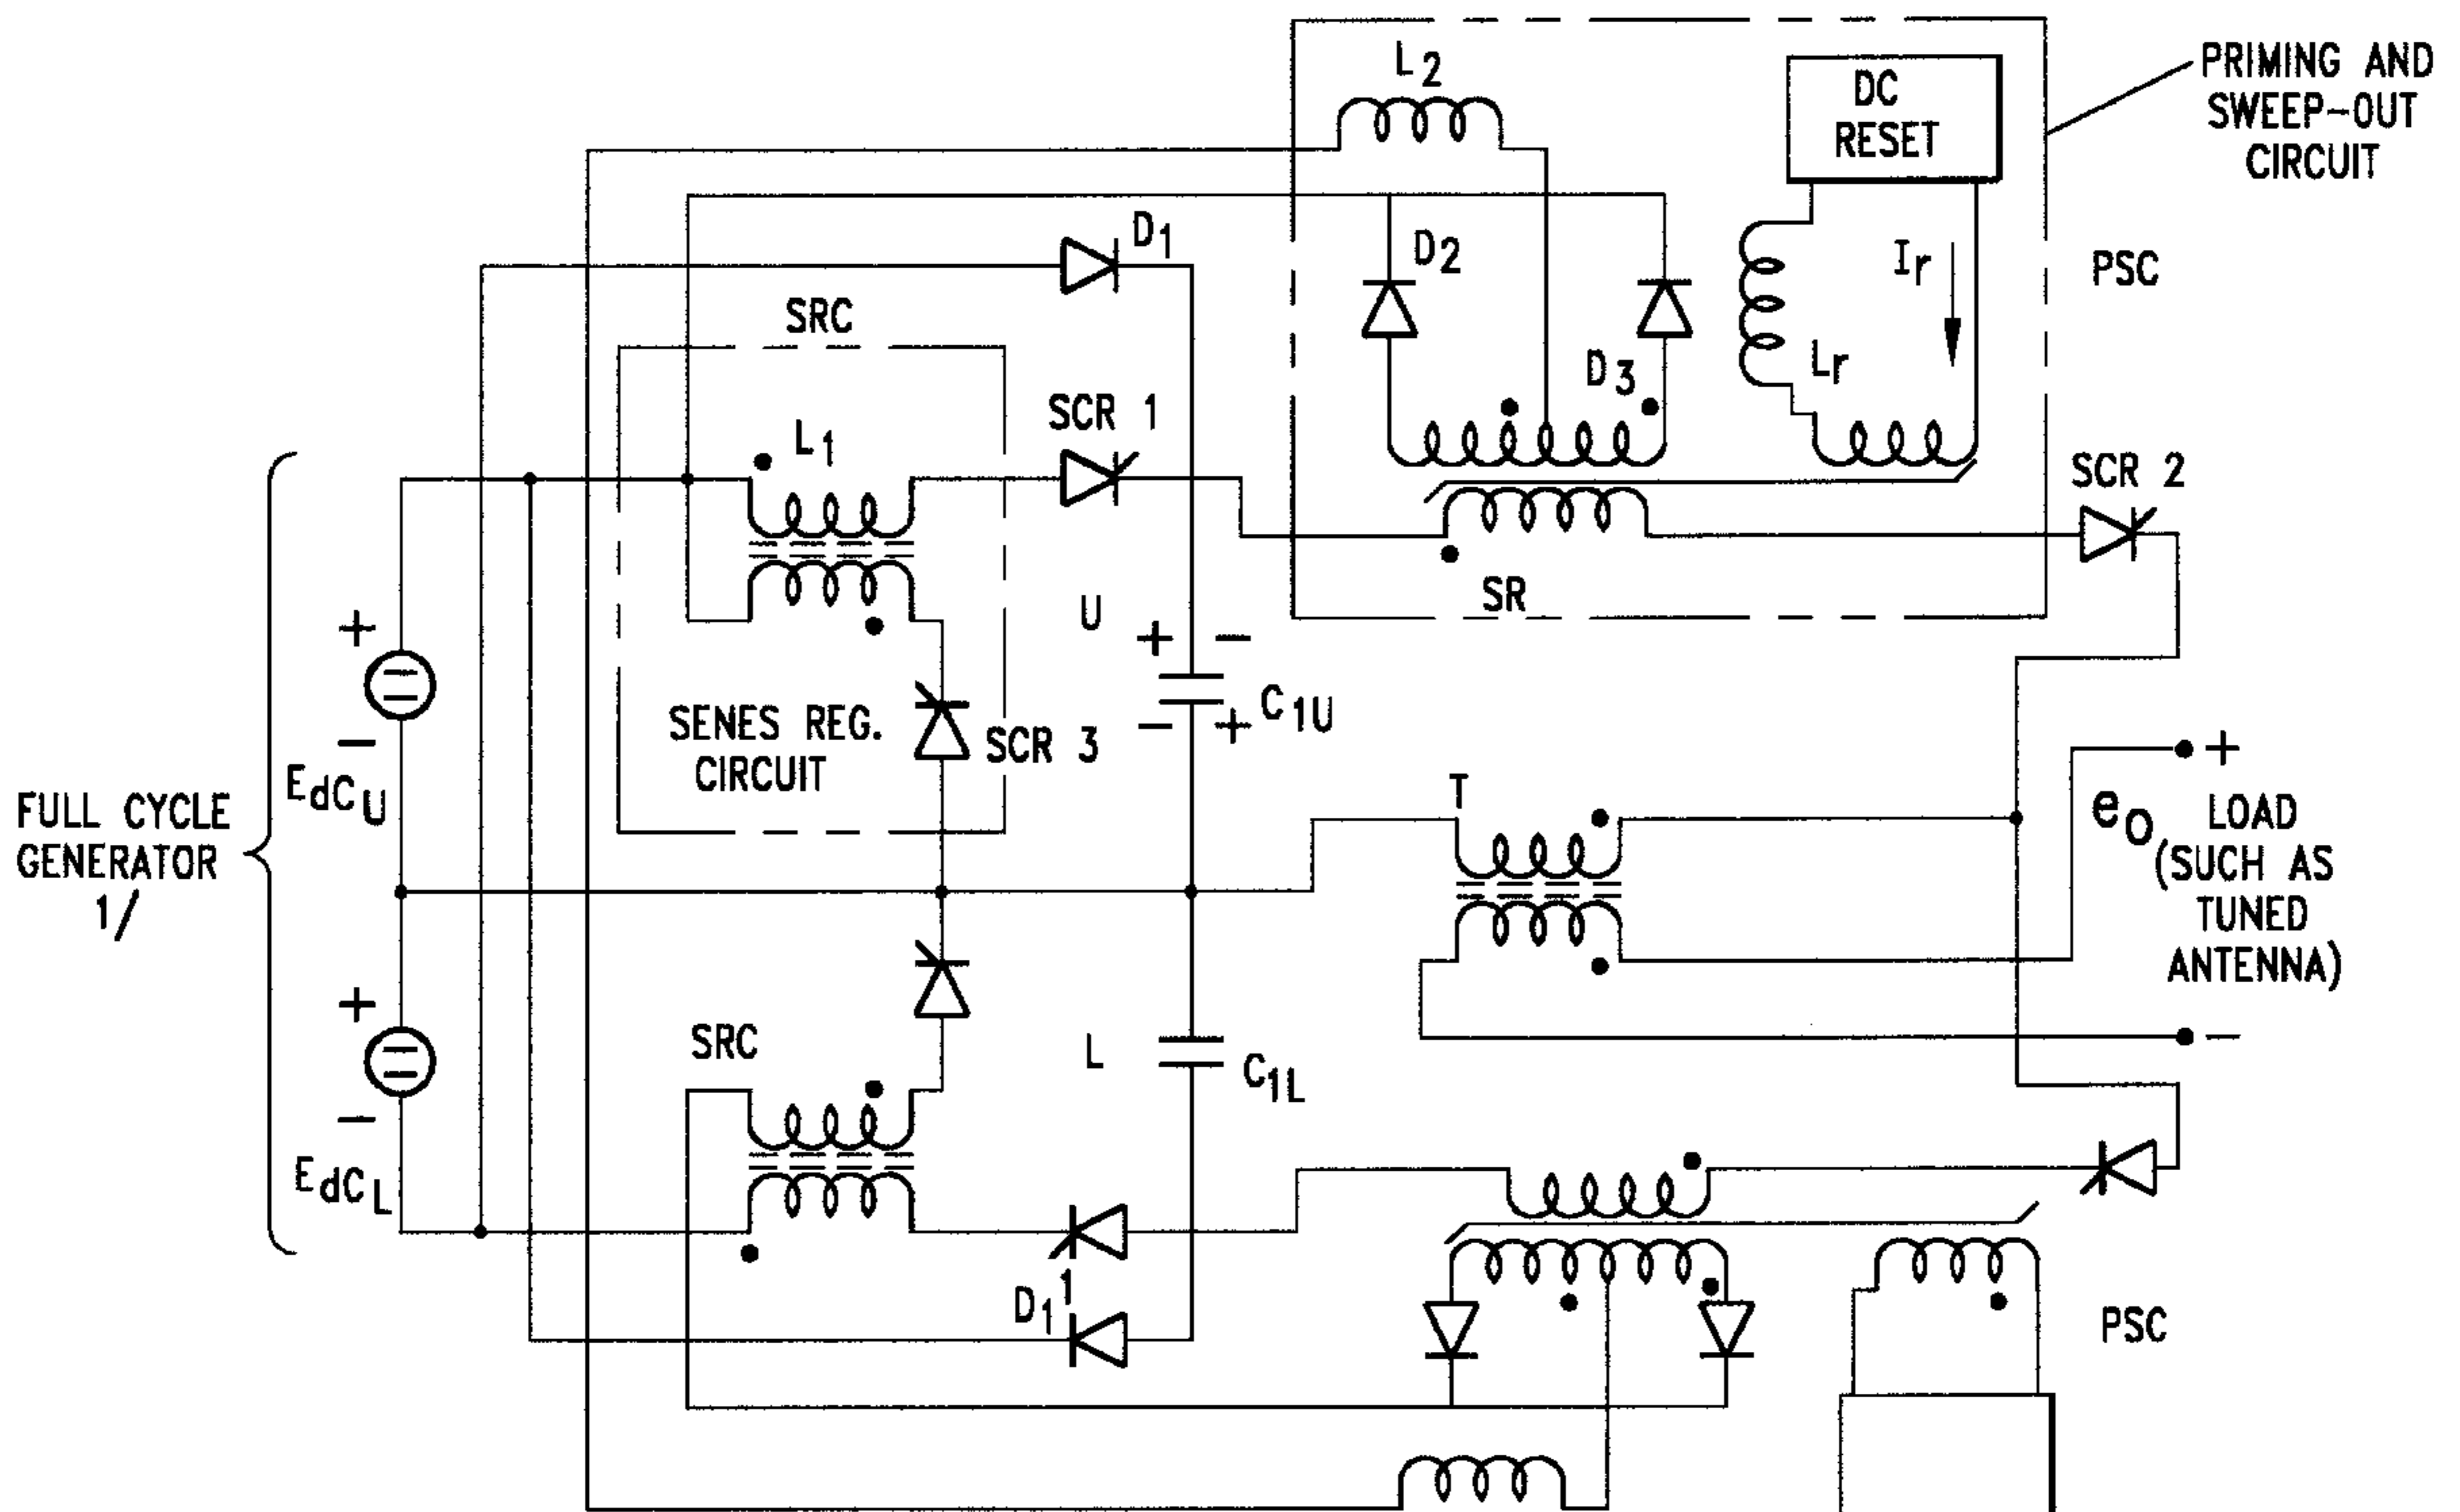 L2
DC
RESET
PRIMING AND
SWEEP-OUT
CIRCUIT
D1
D2
Ir
PSC
SRC
D3
Lr
L1
SCR 1
SCR 2
SR
+
U
+ -
SENES REG.
CIRCUIT
SCR 3
- +
C1U
-
EdCU
FULL CYCLE
GENERATOR
1/
T
+
eo
LOAD
(SUCH AS
TUNED
ANTENNA)
+
SRC
L
C1L
-
-
EdCL
D1
1
PSC